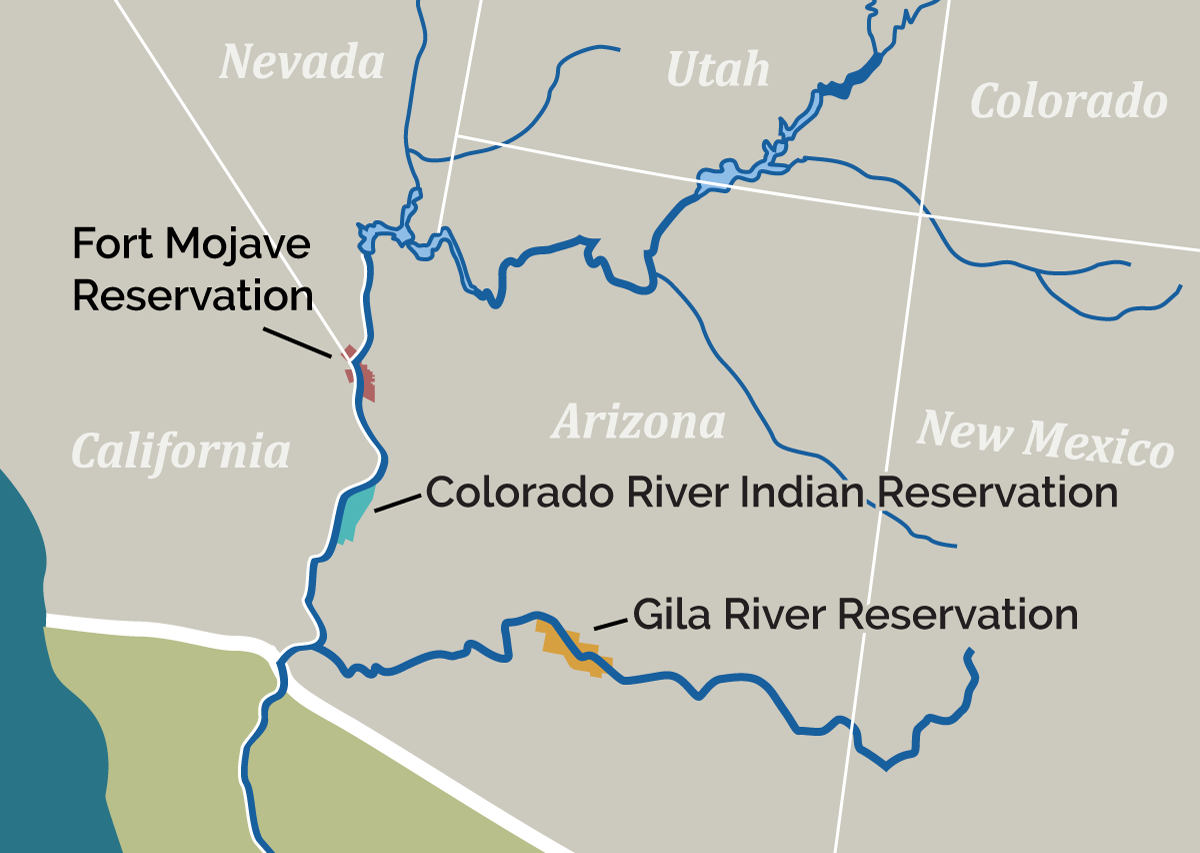 Nevada
Utah
Colorado
Fort Mojave
Reservation
Arizona
New Mexico
California
Colorado River Indian Reservation
Gila River Reservation